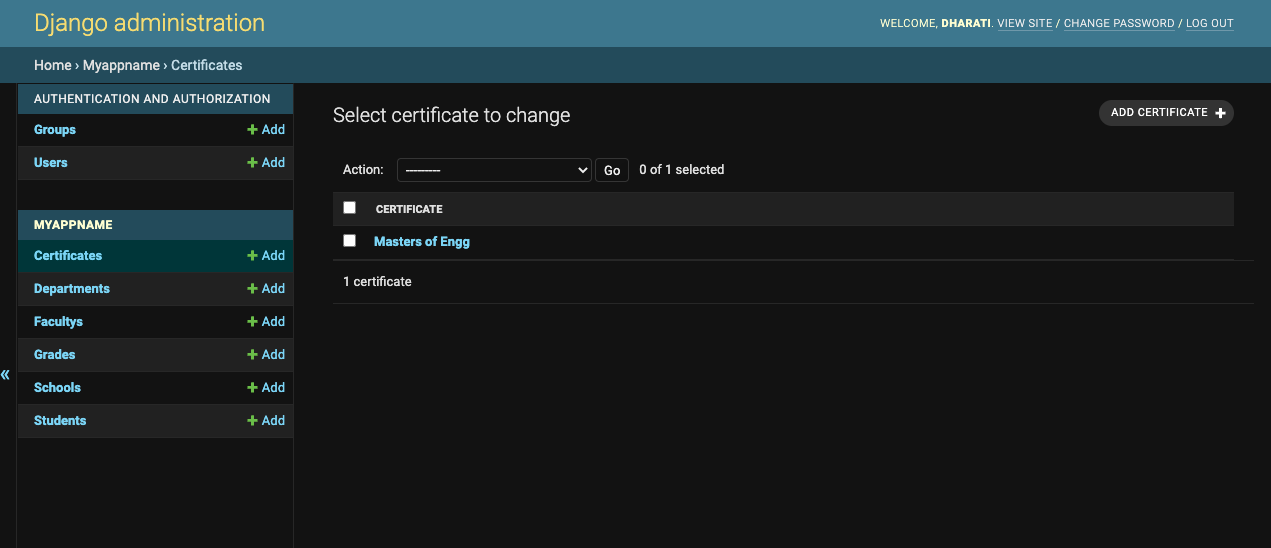 Django administration
WELCOME, DHARATI. VIEW SITE / CHANGE PASSWORD / LOG OUT
Home › Myappname › Certificates
AUTHENTICATION AND AUTHORIZATION
Groups + Add
Users + Add
MYAPPNAME
Certificates + Add
Departments + Add
Facultys + Add
Grades + Add
Schools + Add
Students + Add
«
Select certificate to change
ADD CERTIFICATE +
Action: --------- Go 0 of 1 selected
CERTIFICATE
Masters of Engg
1 certificate